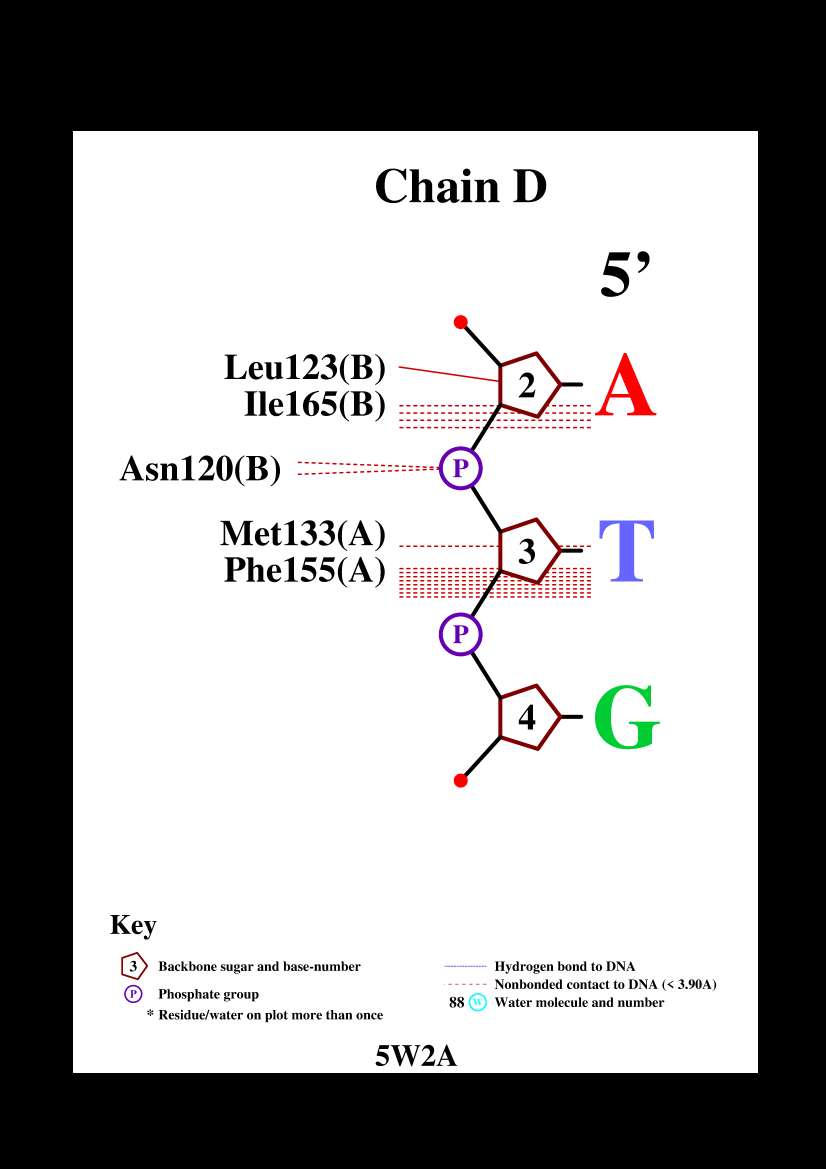 Chain D
5’
Leu123(B)
2
A
Ile165(B)
Asn120(B)
P
Met133(A)
3
T
Phe155(A)
P
4
G
Key
3 Backbone sugar and base-number
P Phosphate group
* Residue/water on plot more than once
Hydrogen bond to DNA
Nonbonded contact to DNA (< 3.90A)
88 W Water molecule and number
5W2A